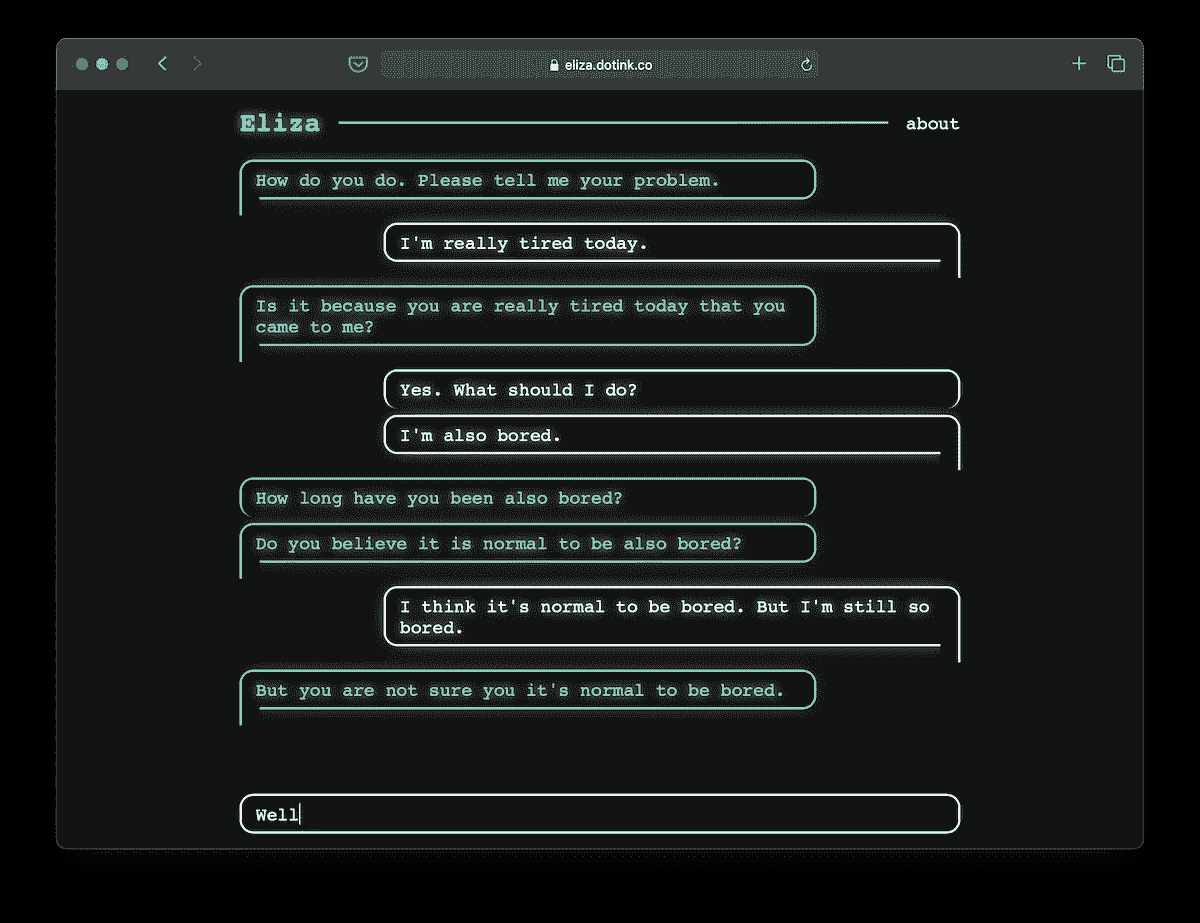 eliza.dotink.co
Eliza
about
How do you do. Please tell me your problem.
I'm really tired today.
Is it because you are really tired today that you
came to me?
Yes. What should I do?
I'm also bored.
How long have you been also bored?
Do you believe it is normal to be also bored?
I think it's normal to be bored. But I'm still so
bored.
But you are not sure you it's normal to be bored.
Well